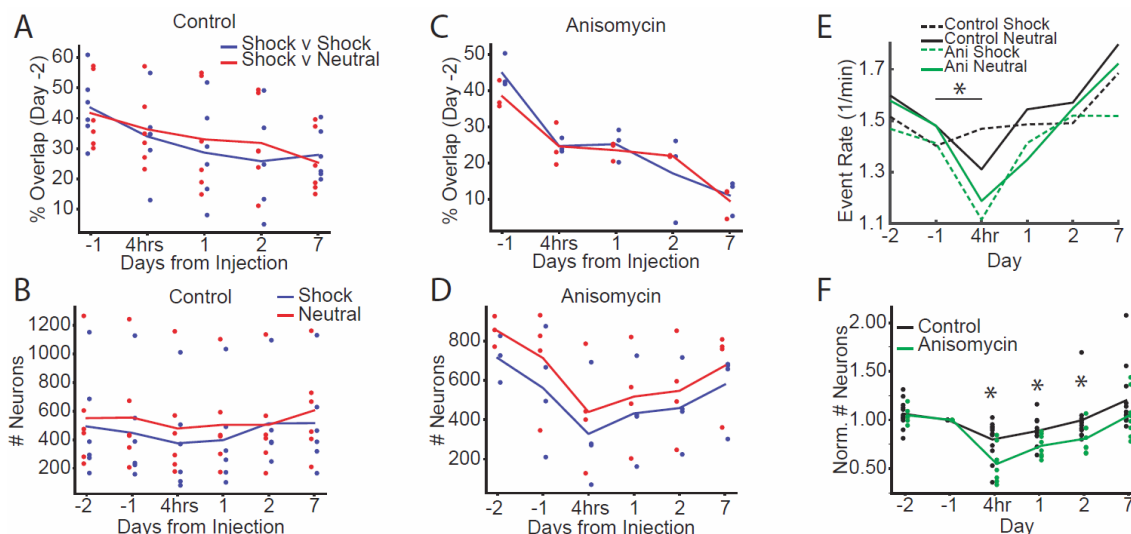 A
Control
Shock v Shock
Shock v Neutral
% Overlap (Day -2)
60
50
40
30
20
10
-1 4hrs 1 2 7
Days from Injection
C
Anisomycin
% Overlap (Day -2)
50
40
30
20
10
-1 4hrs 1 2 7
Days from Injection
E
Control Shock
Control Neutral
Ani Shock
Ani Neutral
*
Event Rate (1/min)
1.7
1.5
1.3
1.1
-2 -1 4hr 1 2 7
Day
B
Control
Shock
Neutral
# Neurons
1200
1000
800
600
400
200
-2 -1 4hrs 1 2 7
Days from Injection
D
Anisomycin
# Neurons
800
600
400
200
-2 -1 4hrs 1 2 7
Days from Injection
F
Control
Anisomycin
* * *
Norm. # Neurons
2.00
1.50
1.00
0.50
-2 -1 4hr 1 2 7
Day